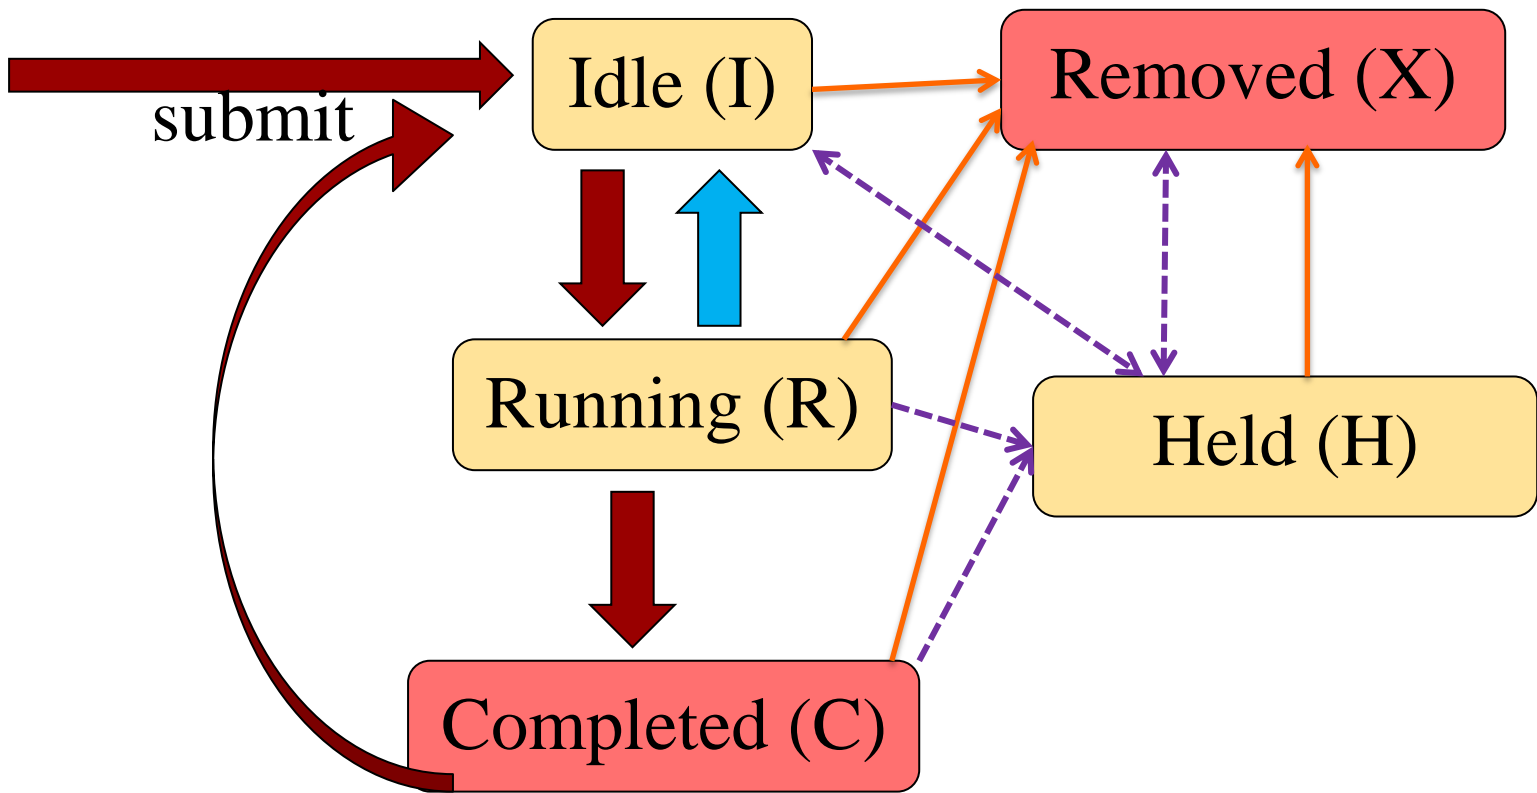 Idle (I)
Removed (X)
submit
Running (R)
Held (H)
Completed (C)